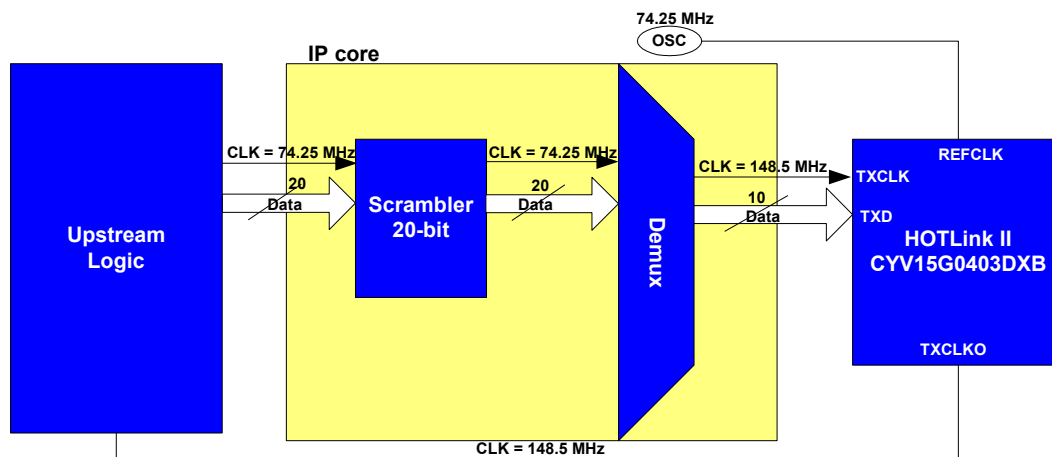 74.25 MHz
OSC
IP core
CLK = 74.25 MHz
20
Data
CLK = 74.25 MHz
20
Data
CLK = 148.5 MHz
10
Data
Upstream
Logic
Scrambler
20-bit
Demux
REFCLK
TXCLK
TXD
HOTLink II
CYV15G0403DXB
TXCLKO
CLK = 148.5 MHz